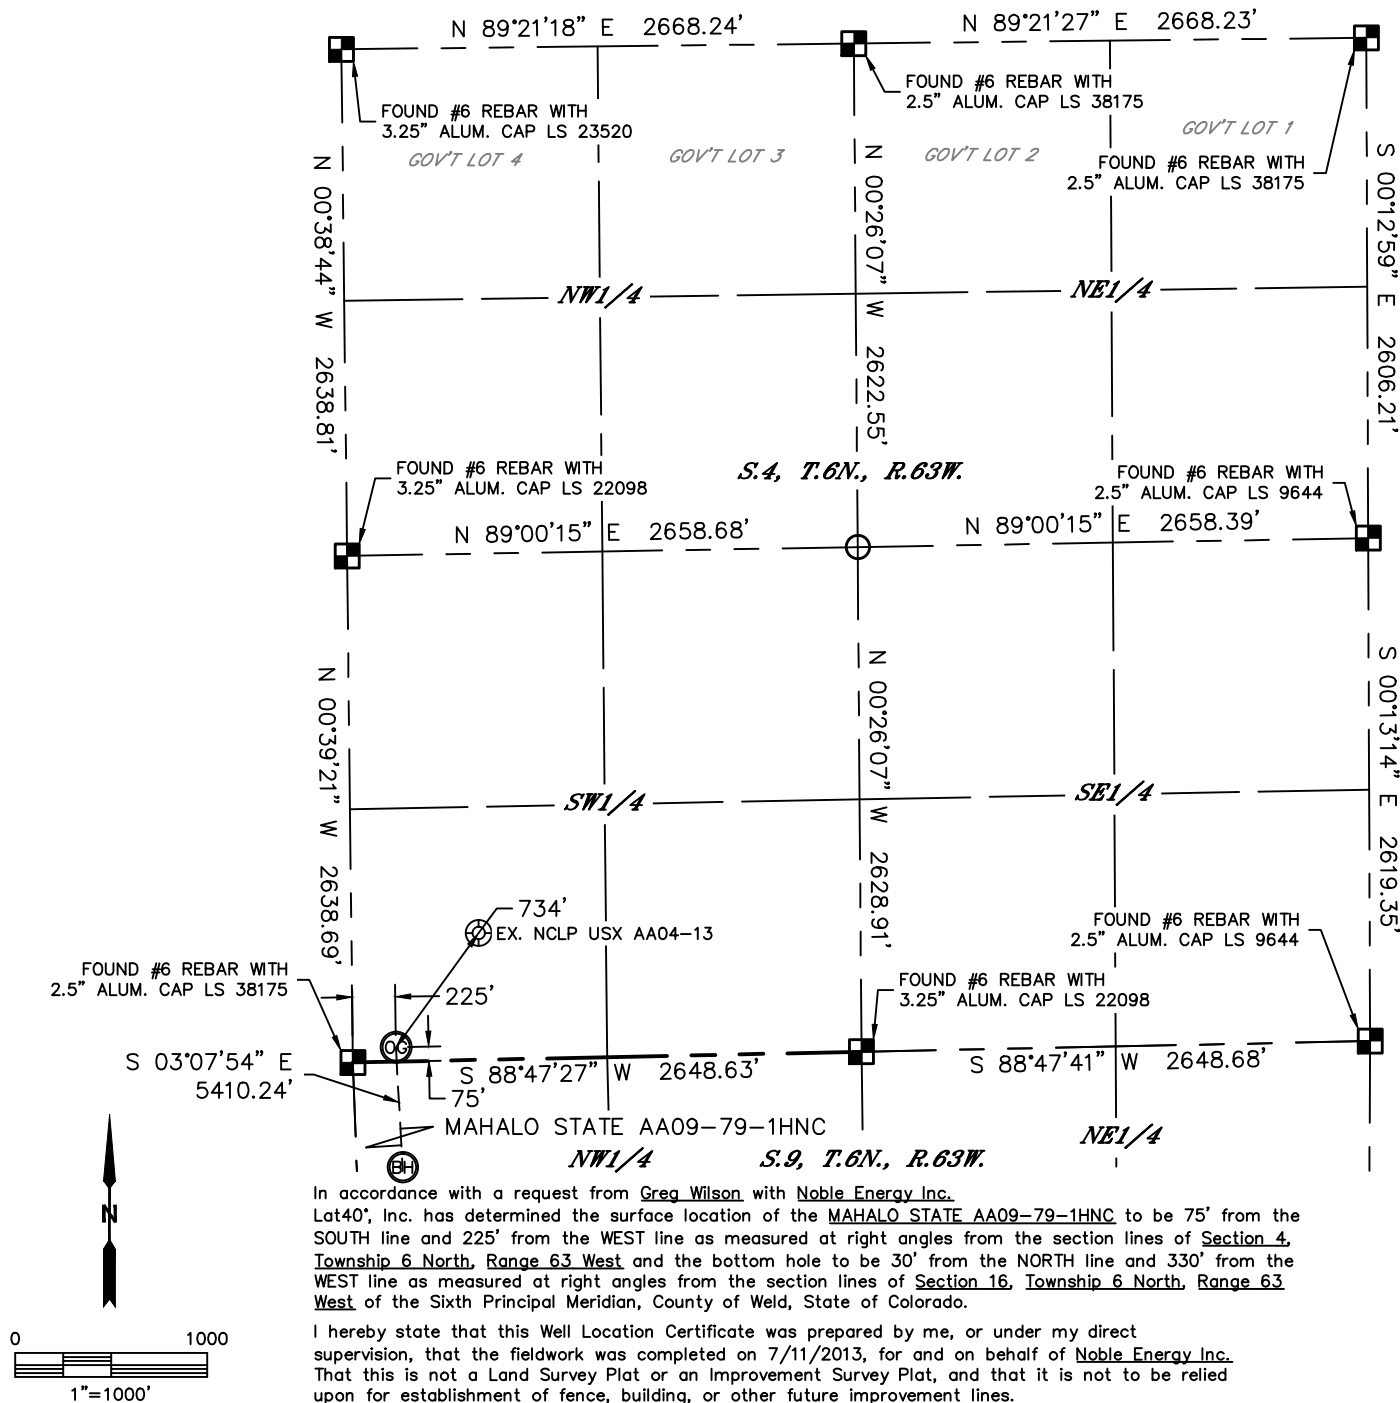 N 89°21'18" E 2668.24'
N 89°21'27" E 2668.23'
FOUND #6 REBAR WITH
3.25" ALUM. CAP LS 23520
FOUND #6 REBAR WITH
2.5" ALUM. CAP LS 38175
GOV'T LOT 1
GOV'T LOT 4
GOV'T LOT 3
GOV'T LOT 2
FOUND #6 REBAR WITH
2.5" ALUM. CAP LS 38175
N 00°38'44" W 2638.81'
N 00°26'07" W 2622.55'
S 00°12'59" E 2606.21'
NW1/4
NE1/4
S.4, T.6N., R.63W.
FOUND #6 REBAR WITH
3.25" ALUM. CAP LS 22098
FOUND #6 REBAR WITH
2.5" ALUM. CAP LS 9644
N 89°00'15" E 2658.68'
N 89°00'15" E 2658.39'
N 00°39'21" W 2638.69'
N 00°26'07" W 2628.91'
S 00°13'14" E 2619.35'
SW1/4
SE1/4
734'
EX. NCLP USX AA04-13
FOUND #6 REBAR WITH
2.5" ALUM. CAP LS 9644
FOUND #6 REBAR WITH
2.5" ALUM. CAP LS 38175
225'
FOUND #6 REBAR WITH
3.25" ALUM. CAP LS 22098
OG
S 03°07'54" E
5410.24'
S 88°47'27" W 2648.63'
S 88°47'41" W 2648.68'
75'
MAHALO STATE AA09-79-1HNC
BH
NW1/4
S.9, T.6N., R.63W.
NE1/4
N
In accordance with a request from Greg Wilson with Noble Energy Inc.
Lat40°, Inc. has determined the surface location of the MAHALO STATE AA09-79-1HNC to be 75' from the
SOUTH line and 225' from the WEST line as measured at right angles from the section lines of Section 4,
Township 6 North, Range 63 West and the bottom hole to be 30' from the NORTH line and 330' from the
WEST line as measured at right angles from the section lines of Section 16, Township 6 North, Range 63
West of the Sixth Principal Meridian, County of Weld, State of Colorado.
0 1000
1"=1000'
I hereby state that this Well Location Certificate was prepared by me, or under my direct
supervision, that the fieldwork was completed on 7/11/2013, for and on behalf of Noble Energy Inc.
That this is not a Land Survey Plat or an Improvement Survey Plat, and that it is not to be relied
upon for establishment of fence, building, or other future improvement lines.